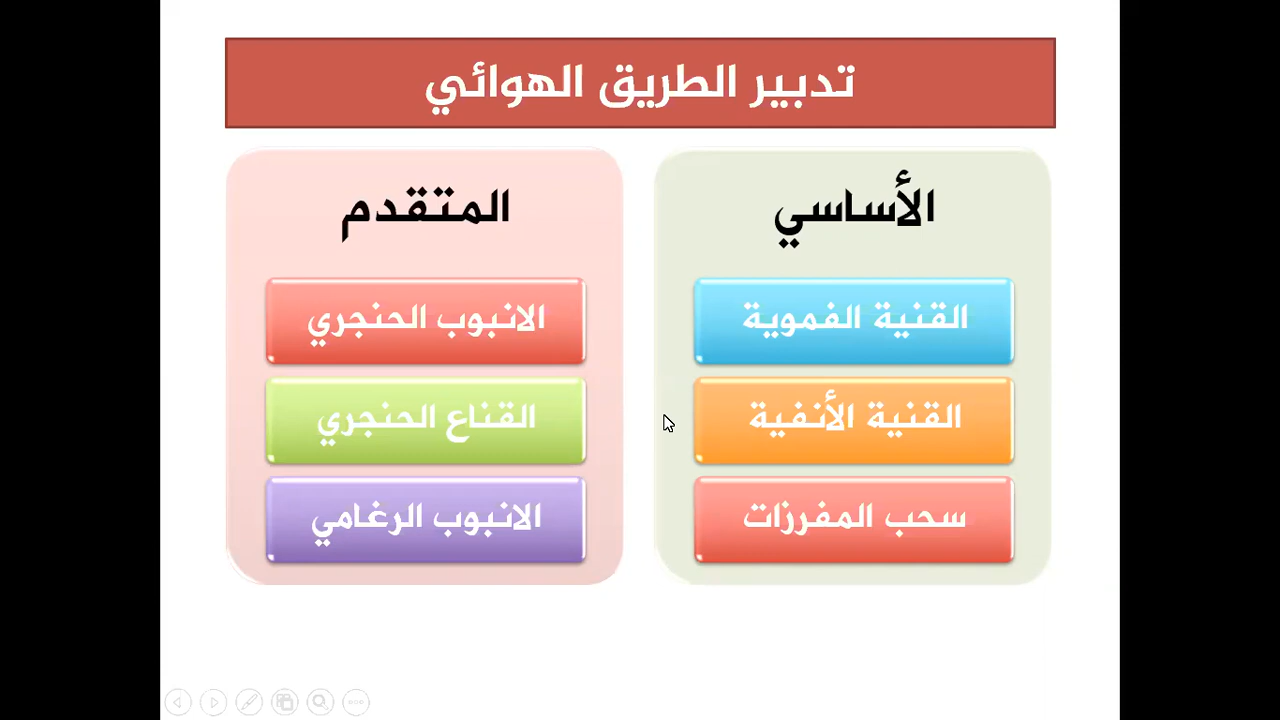 تدبير الطريق الهوائي
الأساسي
القنية الفموية
القنية الأنفية
سحب المفرزات
المتقدم
الانبوب الحنجري
القناع الحنجري
الانبوب الرغامي